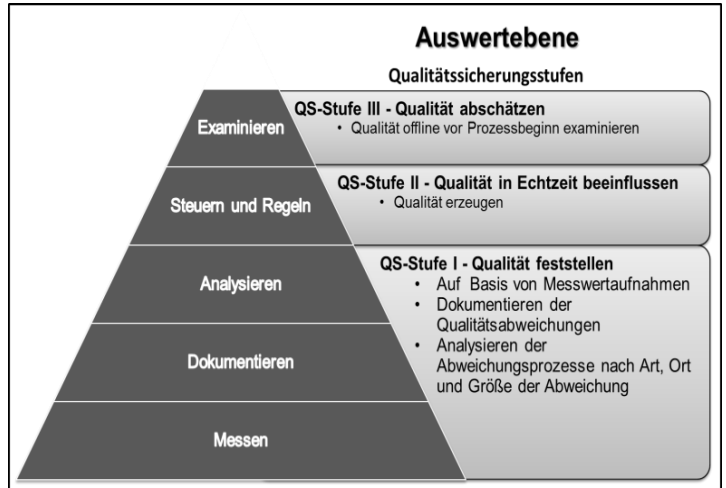 Auswertebene
Qualitätssicherungsstufen
Examinieren
QS-Stufe III - Qualität abschätzen
• Qualität offline vor Prozessbeginn examinieren
Steuern und Regeln
QS-Stufe II - Qualität in Echtzeit beeinflussen
• Qualität erzeugen
Analysieren
Dokumentieren
Messen
QS-Stufe I - Qualität feststellen
• Auf Basis von Messwertaufnahmen
• Dokumentieren der
Qualitätsabweichungen
• Analysieren der
Abweichungsprozesse nach Art, Ort
und Größe der Abweichung